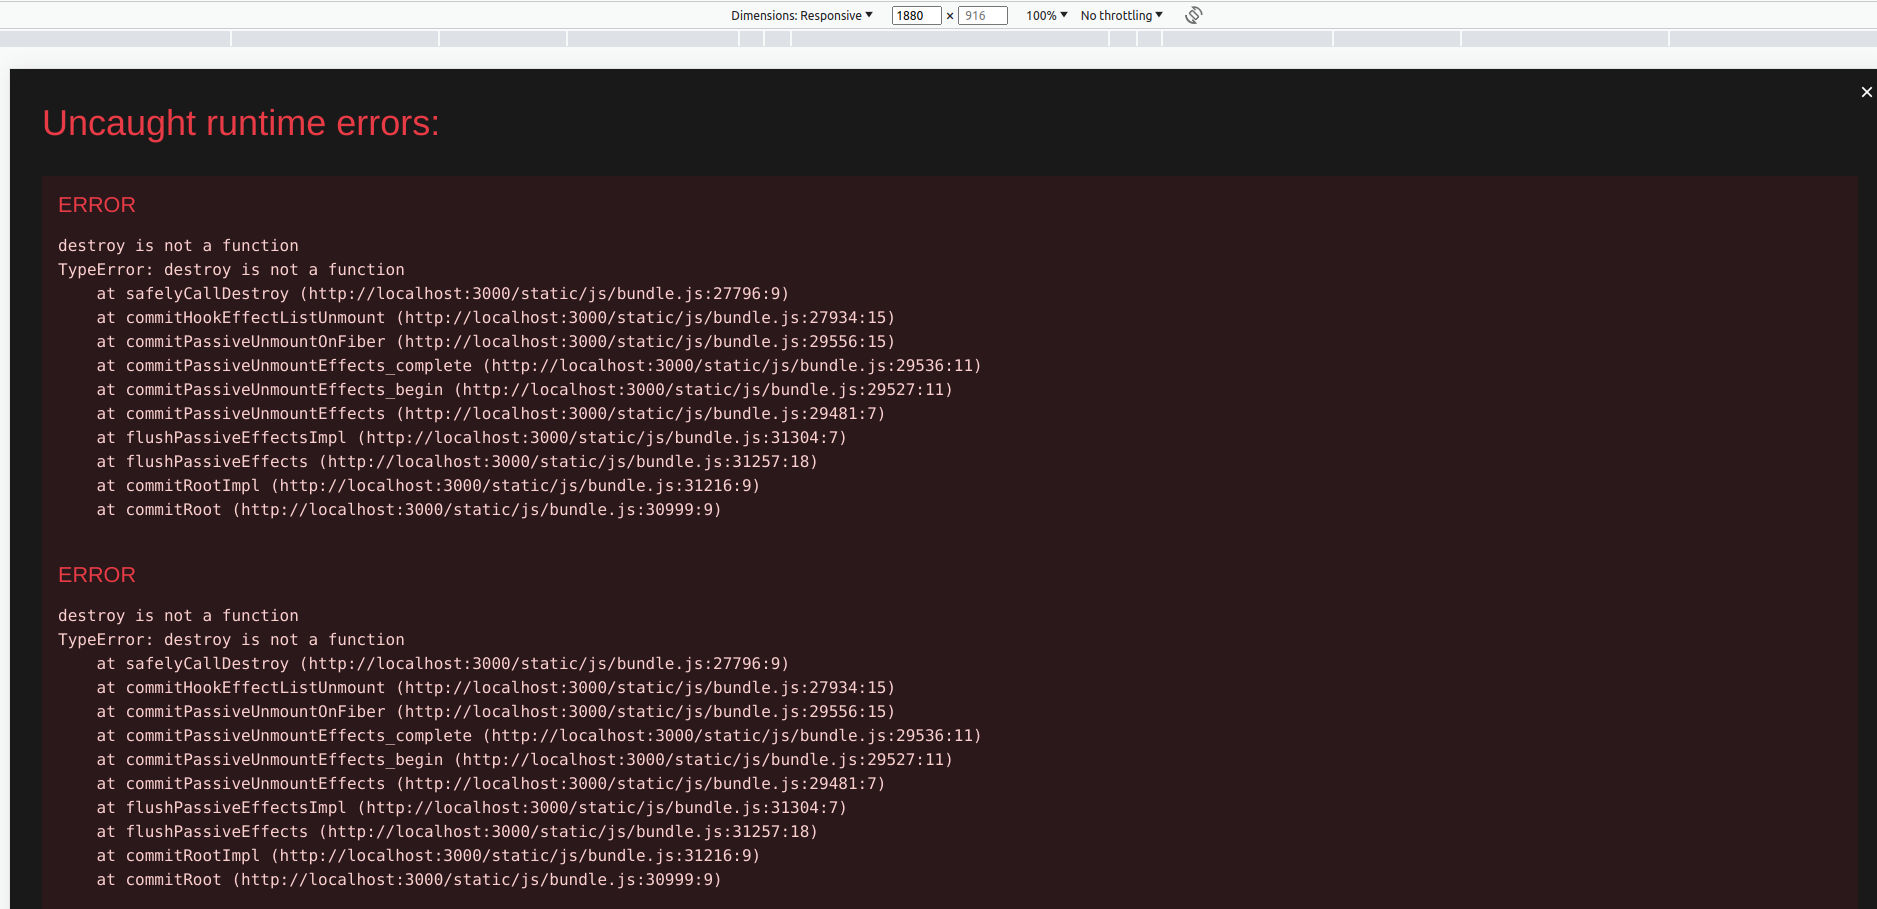 Dimensions: Responsive ▼ 1880 × 916 100% ▼ No throttling ▼
×
Uncaught runtime errors:
ERROR
destroy is not a function
TypeError: destroy is not a function
at safelyCallDestroy (http://localhost:3000/static/js/bundle.js:27796:9)
at commitHookEffectListUnmount (http://localhost:3000/static/js/bundle.js:27934:15)
at commitPassiveUnmountOnFiber (http://localhost:3000/static/js/bundle.js:29556:15)
at commitPassiveUnmountEffects_complete (http://localhost:3000/static/js/bundle.js:29536:11)
at commitPassiveUnmountEffects_begin (http://localhost:3000/static/js/bundle.js:29527:11)
at commitPassiveUnmountEffects (http://localhost:3000/static/js/bundle.js:29481:7)
at flushPassiveEffectsImpl (http://localhost:3000/static/js/bundle.js:31304:7)
at flushPassiveEffects (http://localhost:3000/static/js/bundle.js:31257:18)
at commitRootImpl (http://localhost:3000/static/js/bundle.js:31216:9)
at commitRoot (http://localhost:3000/static/js/bundle.js:30999:9)
ERROR
destroy is not a function
TypeError: destroy is not a function
at safelyCallDestroy (http://localhost:3000/static/js/bundle.js:27796:9)
at commitHookEffectListUnmount (http://localhost:3000/static/js/bundle.js:27934:15)
at commitPassiveUnmountOnFiber (http://localhost:3000/static/js/bundle.js:29556:15)
at commitPassiveUnmountEffects_complete (http://localhost:3000/static/js/bundle.js:29536:11)
at commitPassiveUnmountEffects_begin (http://localhost:3000/static/js/bundle.js:29527:11)
at commitPassiveUnmountEffects (http://localhost:3000/static/js/bundle.js:29481:7)
at flushPassiveEffectsImpl (http://localhost:3000/static/js/bundle.js:31304:7)
at flushPassiveEffects (http://localhost:3000/static/js/bundle.js:31257:18)
at commitRootImpl (http://localhost:3000/static/js/bundle.js:31216:9)
at commitRoot (http://localhost:3000/static/js/bundle.js:30999:9)